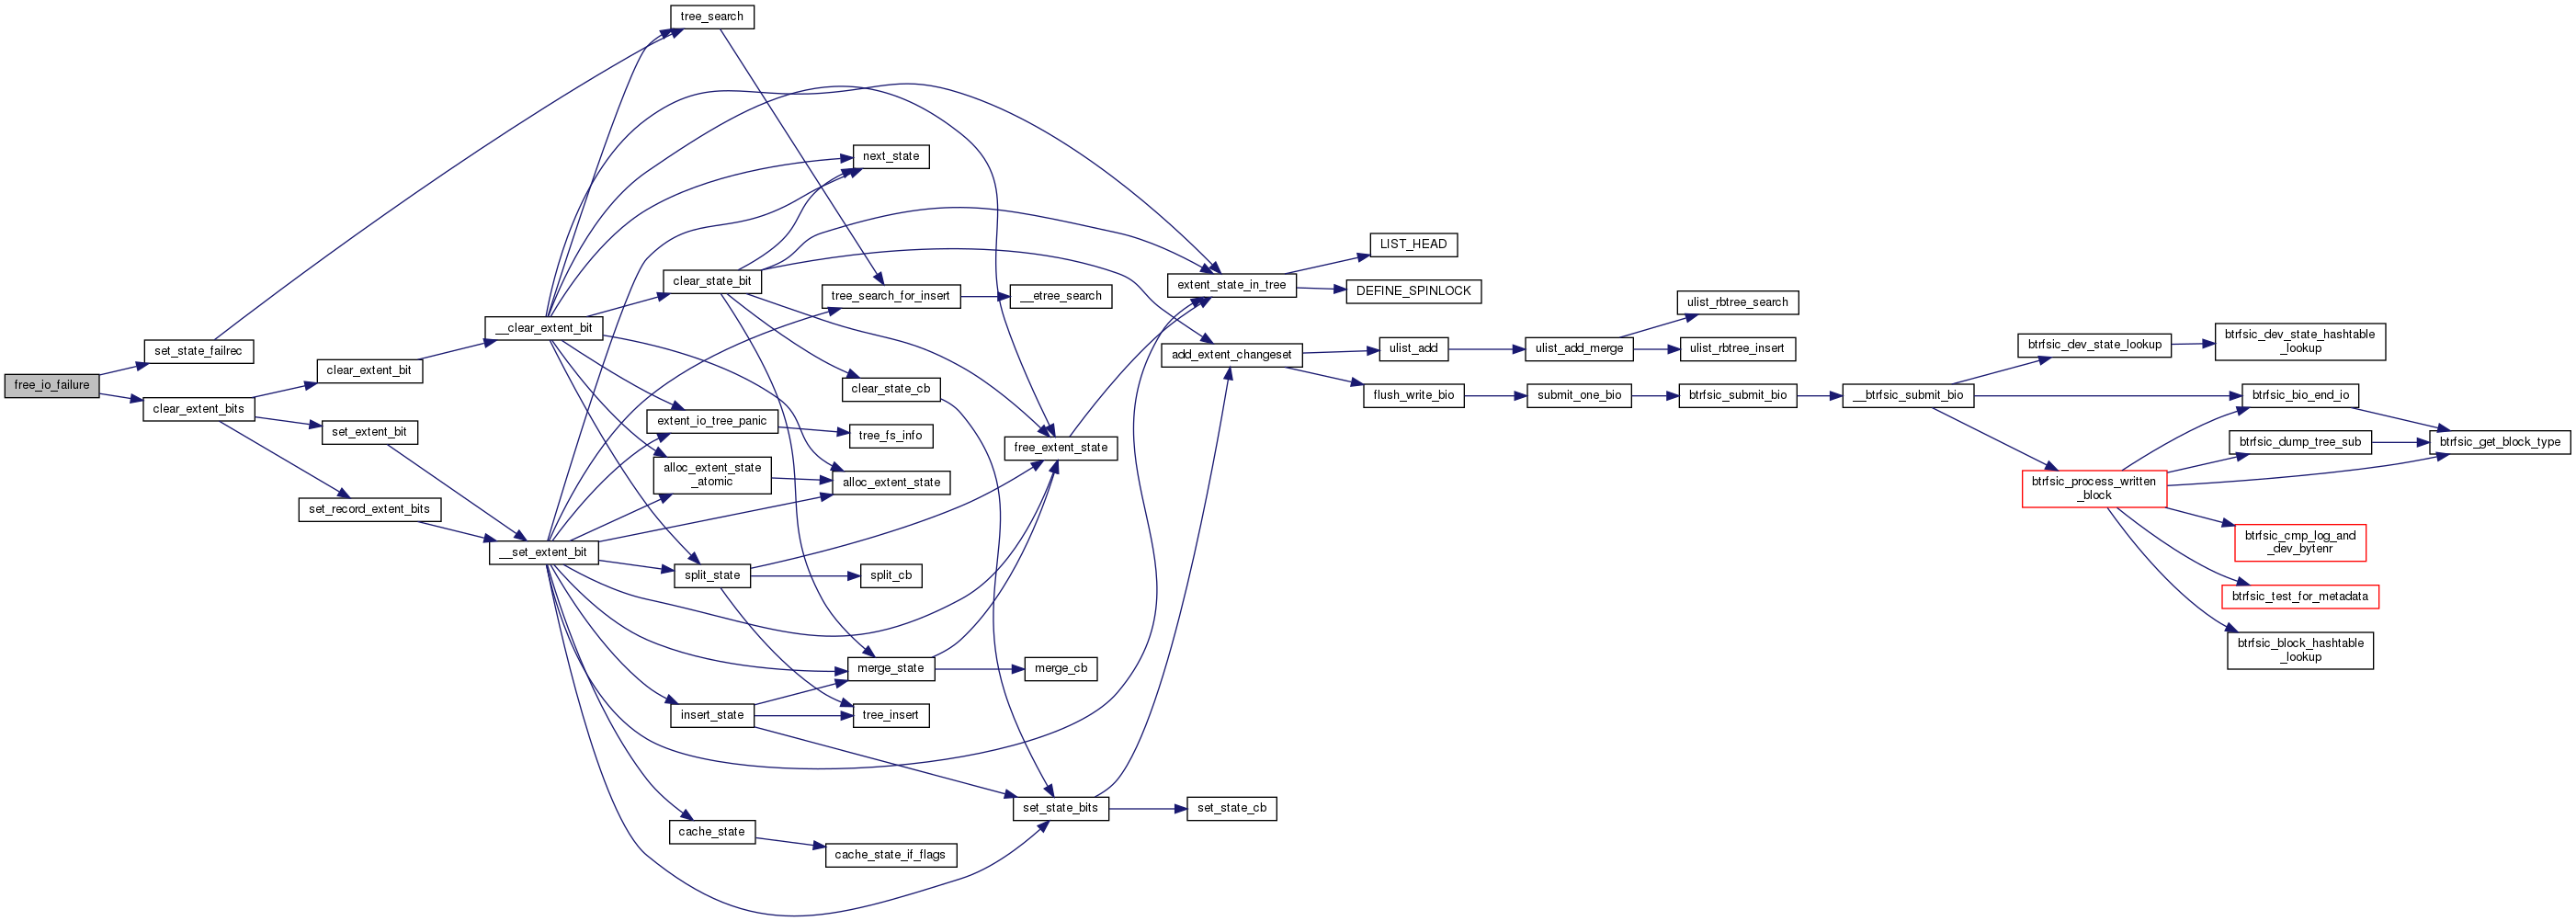 free_io_failure
set_state_failrec
clear_extent_bits
clear_extent_bit
set_extent_bit
set_record_extent_bits
__clear_extent_bit
__set_extent_bit
tree_search
clear_state_bit
extent_io_tree_panic
alloc_extent_state
_atomic
split_state
insert_state
cache_state
next_state
tree_search_for_insert
clear_state_cb
tree_fs_info
alloc_extent_state
split_cb
merge_state
tree_insert
cache_state_if_flags
__etree_search
free_extent_state
merge_cb
set_state_bits
extent_state_in_tree
add_extent_changeset
set_state_cb
LIST_HEAD
DEFINE_SPINLOCK
ulist_add
flush_write_bio
ulist_add_merge
submit_one_bio
ulist_rbtree_search
ulist_rbtree_insert
btrfsic_submit_bio
__btrfsic_submit_bio
btrfsic_dev_state_lookup
btrfsic_process_written
_block
btrfsic_dev_state_hashtable
_lookup
btrfsic_bio_end_io
btrfsic_dump_tree_sub
btrfsic_cmp_log_and
_dev_bytenr
btrfsic_test_for_metadata
btrfsic_block_hashtable
_lookup
btrfsic_get_block_type